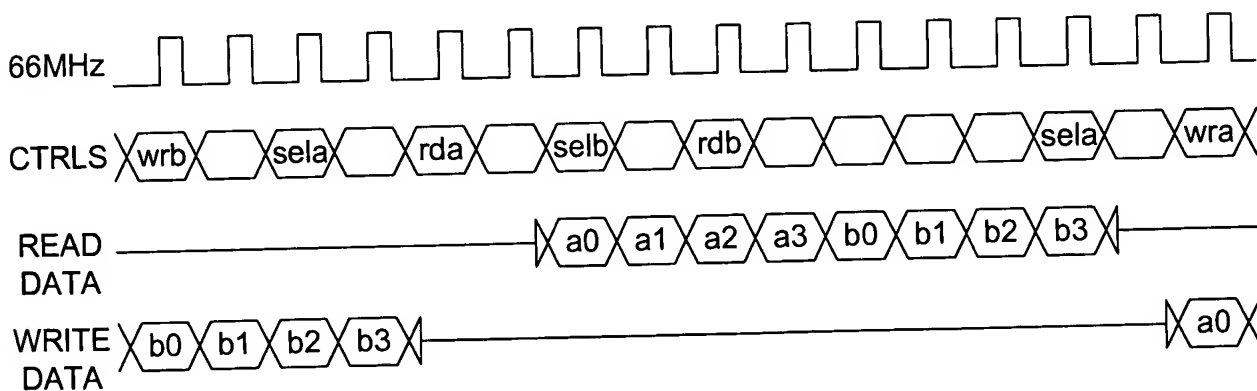 66MHz
CTRLS wrb sela rda selb rdb sela wra
READ DATA a0 a1 a2 a3 b0 b1 b2 b3
WRITE DATA b0 b1 b2 b3 a0